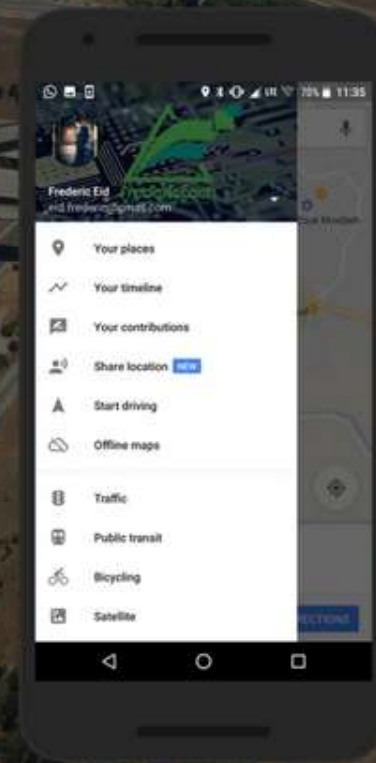 70% 11:35
Frederic Eid
Your places
Your timeline
Your contributions
Share location NEW
Start driving
Offline maps
Traffic
Public transit
Bicycling
Satellite